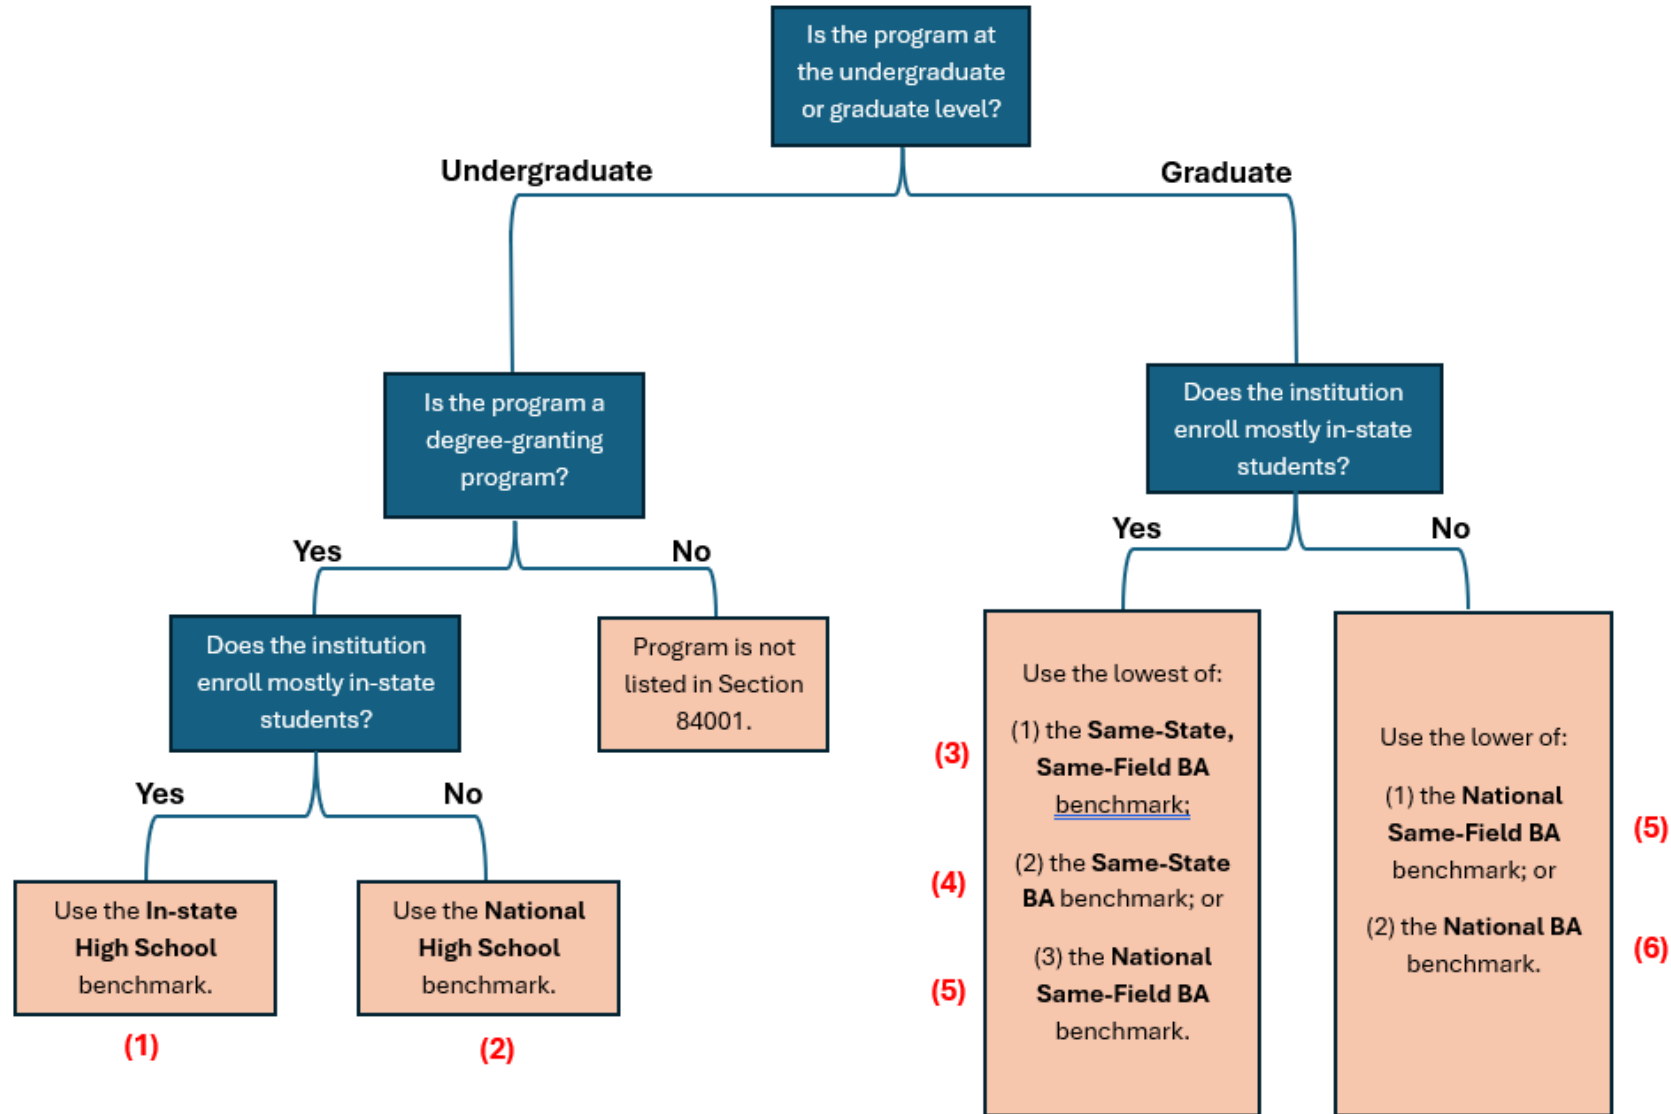 Is the program at
the undergraduate
or graduate level?
Undergraduate
Graduate
Is the program a
degree-granting
program?
Does the institution
enroll mostly in-state
students?
Yes
No
Yes
No
Does the institution
enroll mostly in-state
students?
Program is not
listed in Section
84001.
Yes
No
Use the In-state
High School
benchmark.
(1)
Use the National
High School
benchmark.
(2)
Use the lowest of:
(3)
(1) the Same-State,
Same-Field BA
benchmark;
(4)
(2) the Same-State
BA benchmark; or
(5)
(3) the National
Same-Field BA
benchmark.
Use the lower of:
(1) the National
Same-Field BA
benchmark; or
(5)
(2) the National BA
benchmark.
(6)